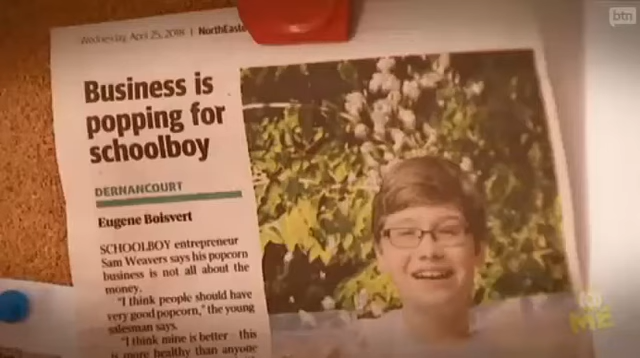 btn
Wednesday, April 25, 2018 | NorthEaste
Business is
popping for
schoolboy
DERNANCOURT
Eugene Boisvert
SCHOOLBOY entrepreneur
Sam Weavers says his popcorn
business is not all about the
money.
"I think people should have
very good popcorn," the young
salesman says.
"I think mine is better – this
is more healthy than anyone
ME